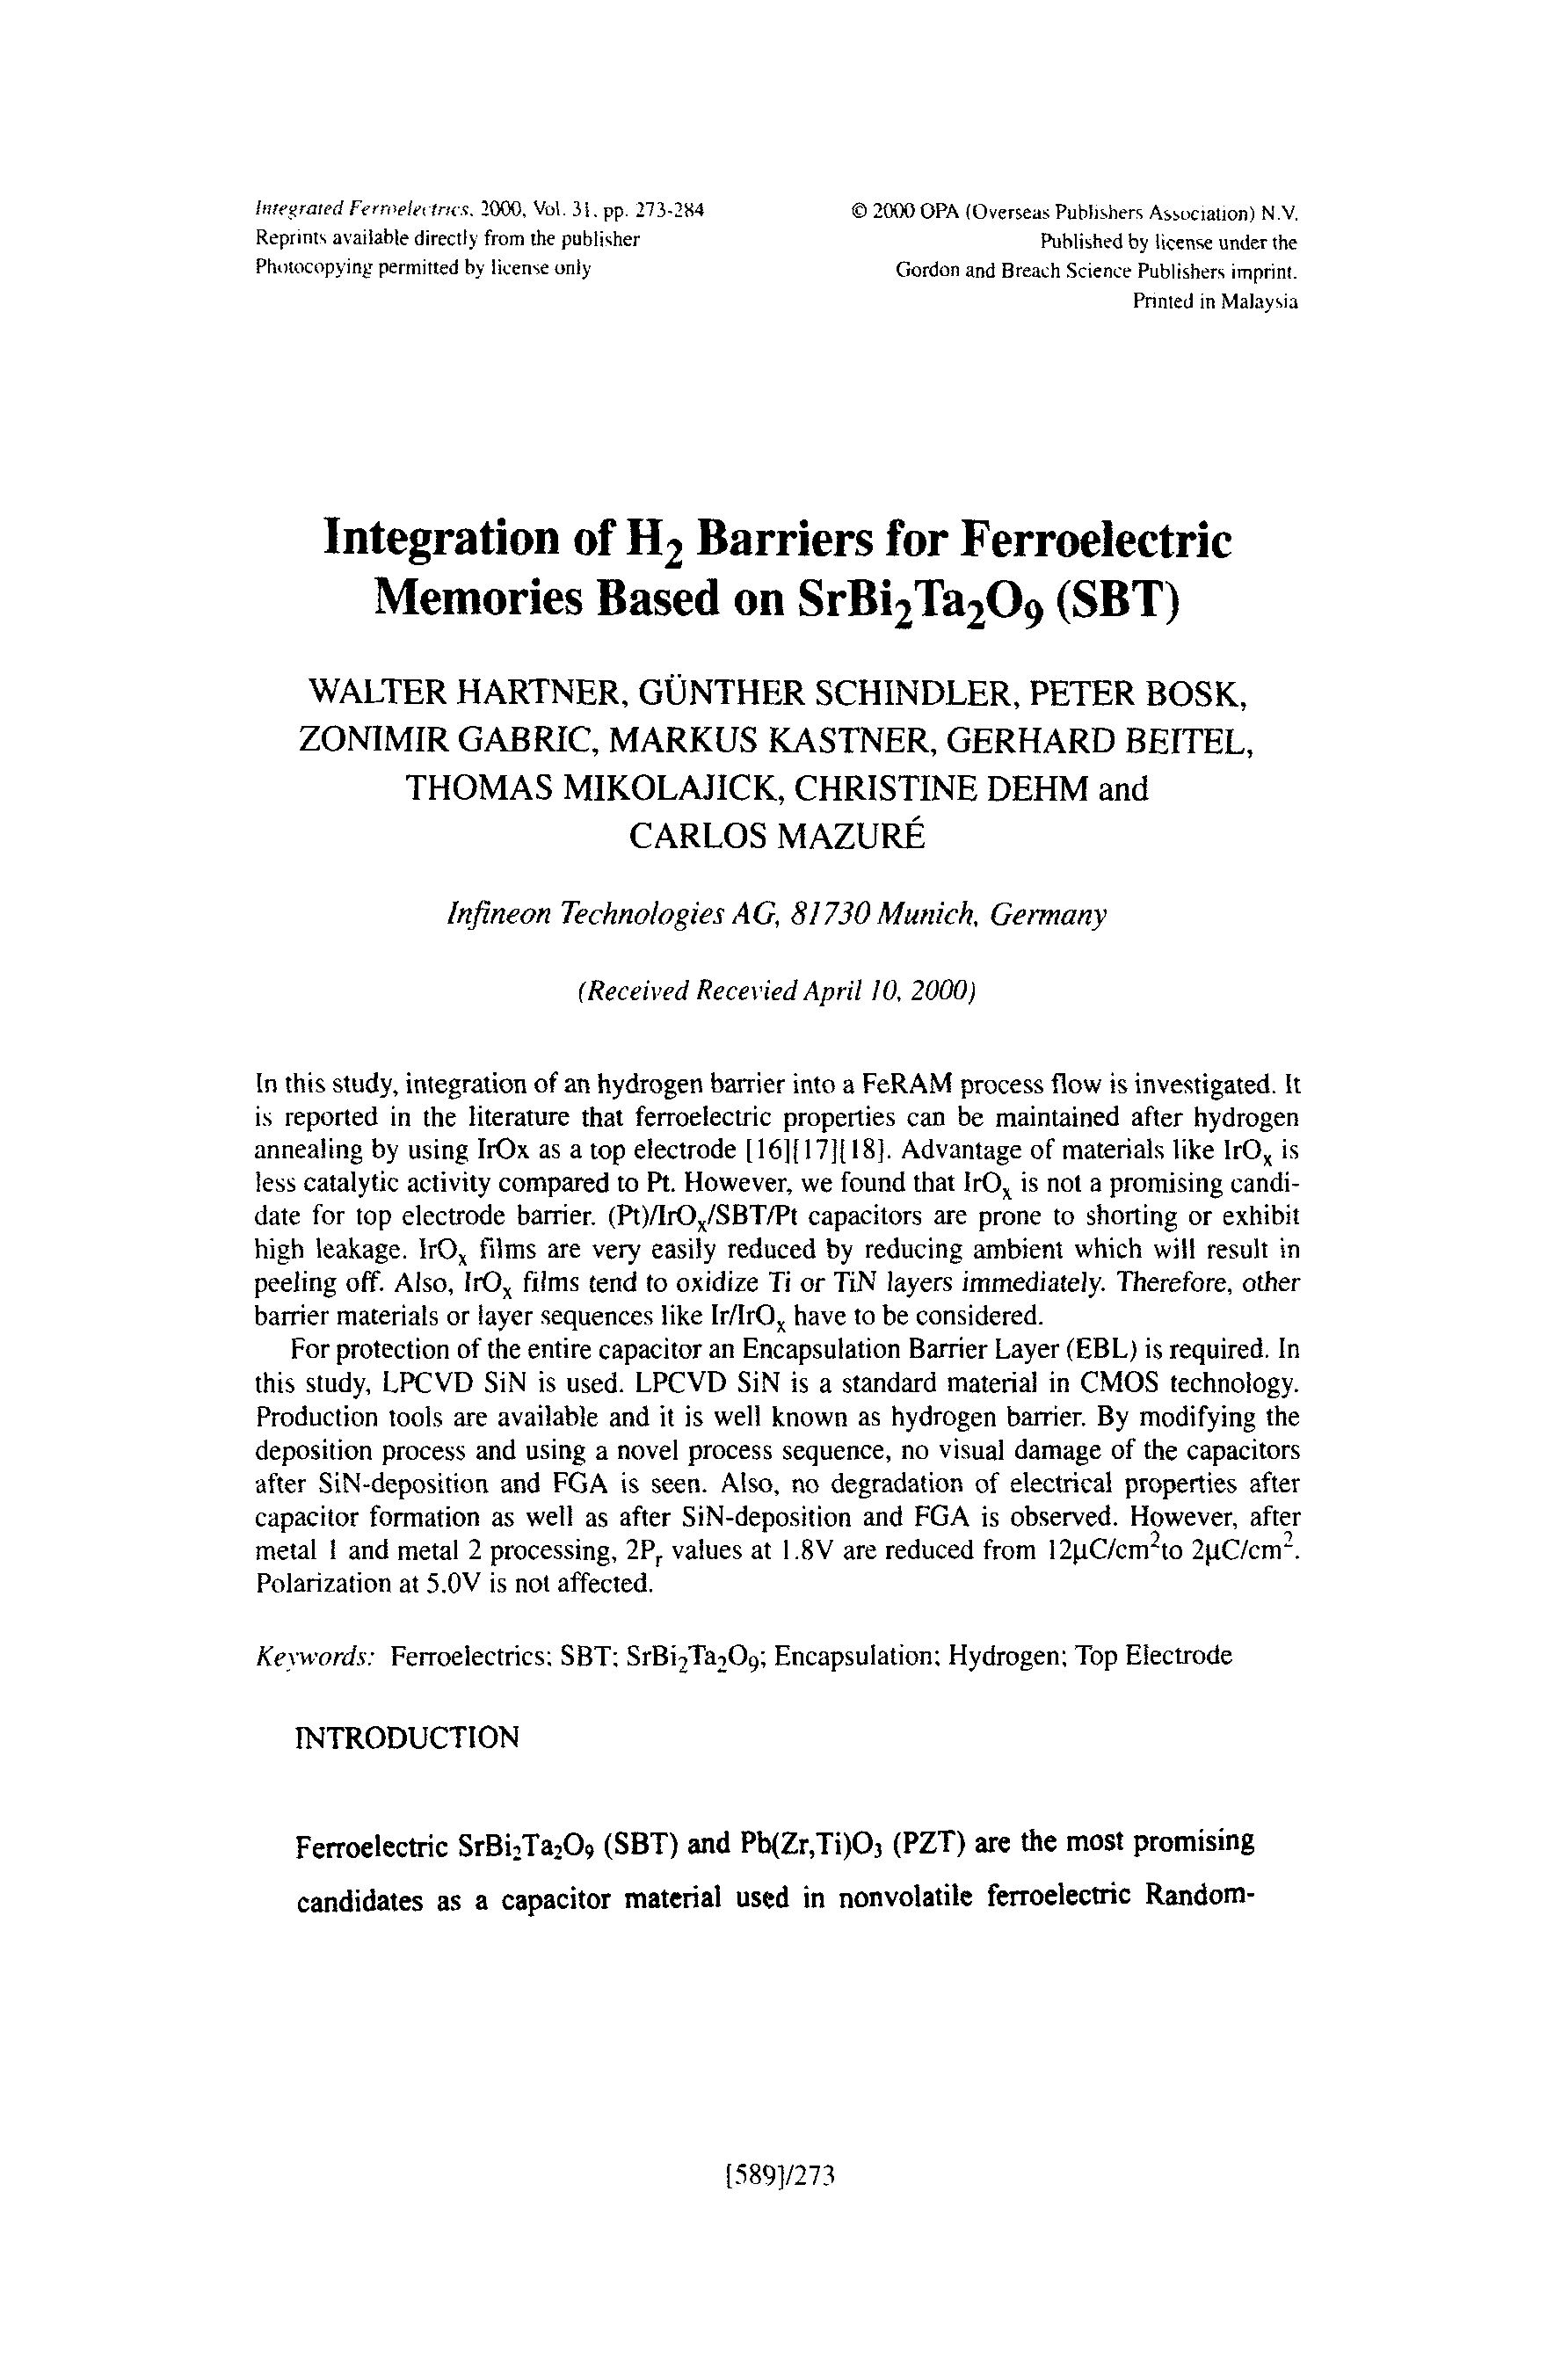 Integrated Ferroelectrics, 2000, Vol. 31, pp. 273-284
Reprints available directly from the publisher
Photocopying permitted by license only
© 2000 OPA (Overseas Publishers Association) N.V.
Published by license under the
Gordon and Breach Science Publishers imprint.
Printed in Malaysia
Integration of H₂ Barriers for Ferroelectric
Memories Based on SrBi₂Ta₂O₉ (SBT)
WALTER HARTNER, GÜNTHER SCHINDLER, PETER BOSK,
ZONIMIR GABRIC, MARKUS KASTNER, GERHARD BEITEL,
THOMAS MIKOLAJICK, CHRISTINE DEHM and
CARLOS MAZURÉ
Infineon Technologies AG, 81730 Munich, Germany
(Received Recevied April 10, 2000)
In this study, integration of an hydrogen barrier into a FeRAM process flow is investigated. It
is reported in the literature that ferroelectric properties can be maintained after hydrogen
annealing by using IrOx as a top electrode [16][17][18]. Advantage of materials like IrOₓ is
less catalytic activity compared to Pt. However, we found that IrOₓ is not a promising candi-
date for top electrode barrier. (Pt)/IrOₓ/SBT/Pt capacitors are prone to shorting or exhibit
high leakage. IrOₓ films are very easily reduced by reducing ambient which will result in
peeling off. Also, IrOₓ films tend to oxidize Ti or TiN layers immediately. Therefore, other
barrier materials or layer sequences like Ir/IrOₓ have to be considered.
For protection of the entire capacitor an Encapsulation Barrier Layer (EBL) is required. In
this study, LPCVD SiN is used. LPCVD SiN is a standard material in CMOS technology.
Production tools are available and it is well known as hydrogen barrier. By modifying the
deposition process and using a novel process sequence, no visual damage of the capacitors
after SiN-deposition and FGA is seen. Also, no degradation of electrical properties after
capacitor formation as well as after SiN-deposition and FGA is observed. However, after
metal 1 and metal 2 processing, 2Pᵣ values at 1.8V are reduced from 12μC/cm²to 2μC/cm².
Polarization at 5.0V is not affected.
Keywords: Ferroelectrics; SBT; SrBi₂Ta₂O₉; Encapsulation; Hydrogen; Top Electrode
INTRODUCTION
Ferroelectric SrBi₂Ta₂O₉ (SBT) and Pb(Zr,Ti)O₃ (PZT) are the most promising
candidates as a capacitor material used in nonvolatile ferroelectric Random-
[589]/273